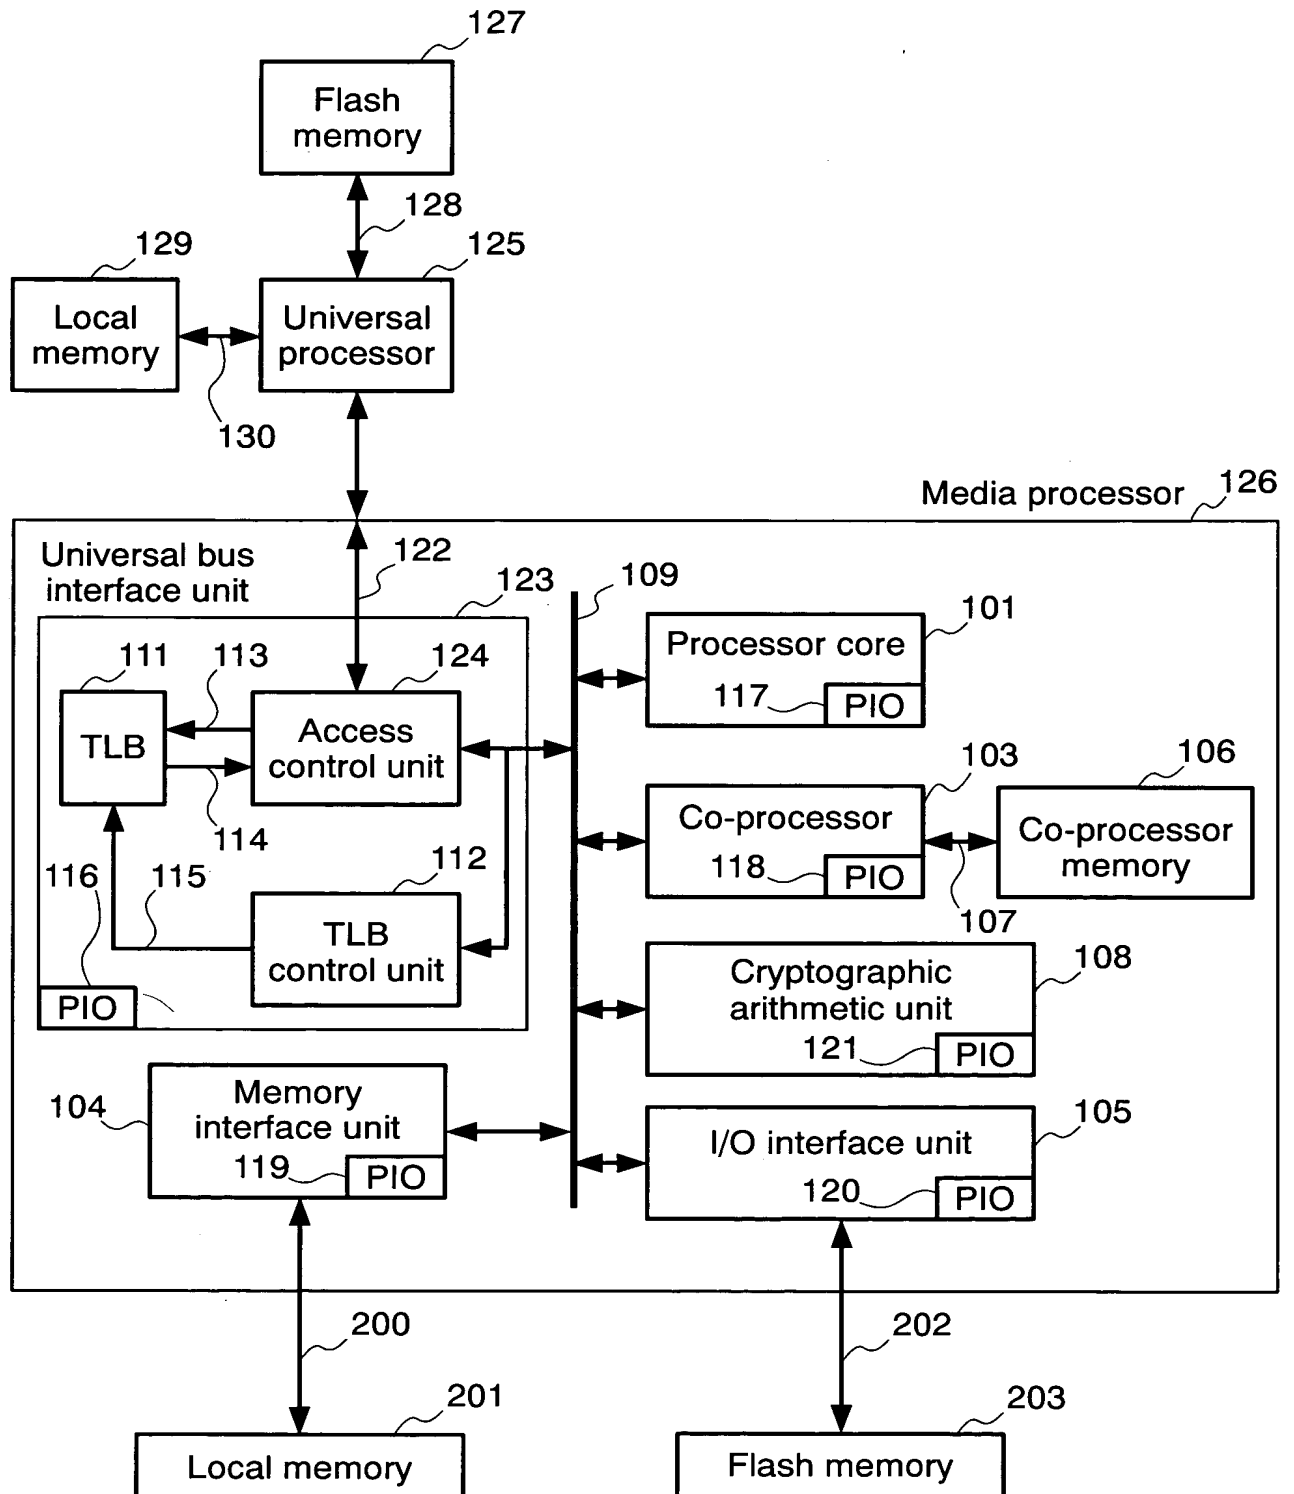 127
Flash
memory
128
129
125
Local
memory
Universal
processor
130
Media processor
126
Universal bus
interface unit
122
123
109
101
111
113
124
Processor core
117
PIO
TLB
Access
control unit
114
103
106
Co-processor
118
PIO
Co-processor
memory
107
116
115
112
TLB
control unit
PIO
108
Cryptographic
arithmetic unit
121
PIO
104
Memory
interface unit
119
PIO
105
I/O interface unit
120
PIO
200
202
201
203
Local memory
Flash memory